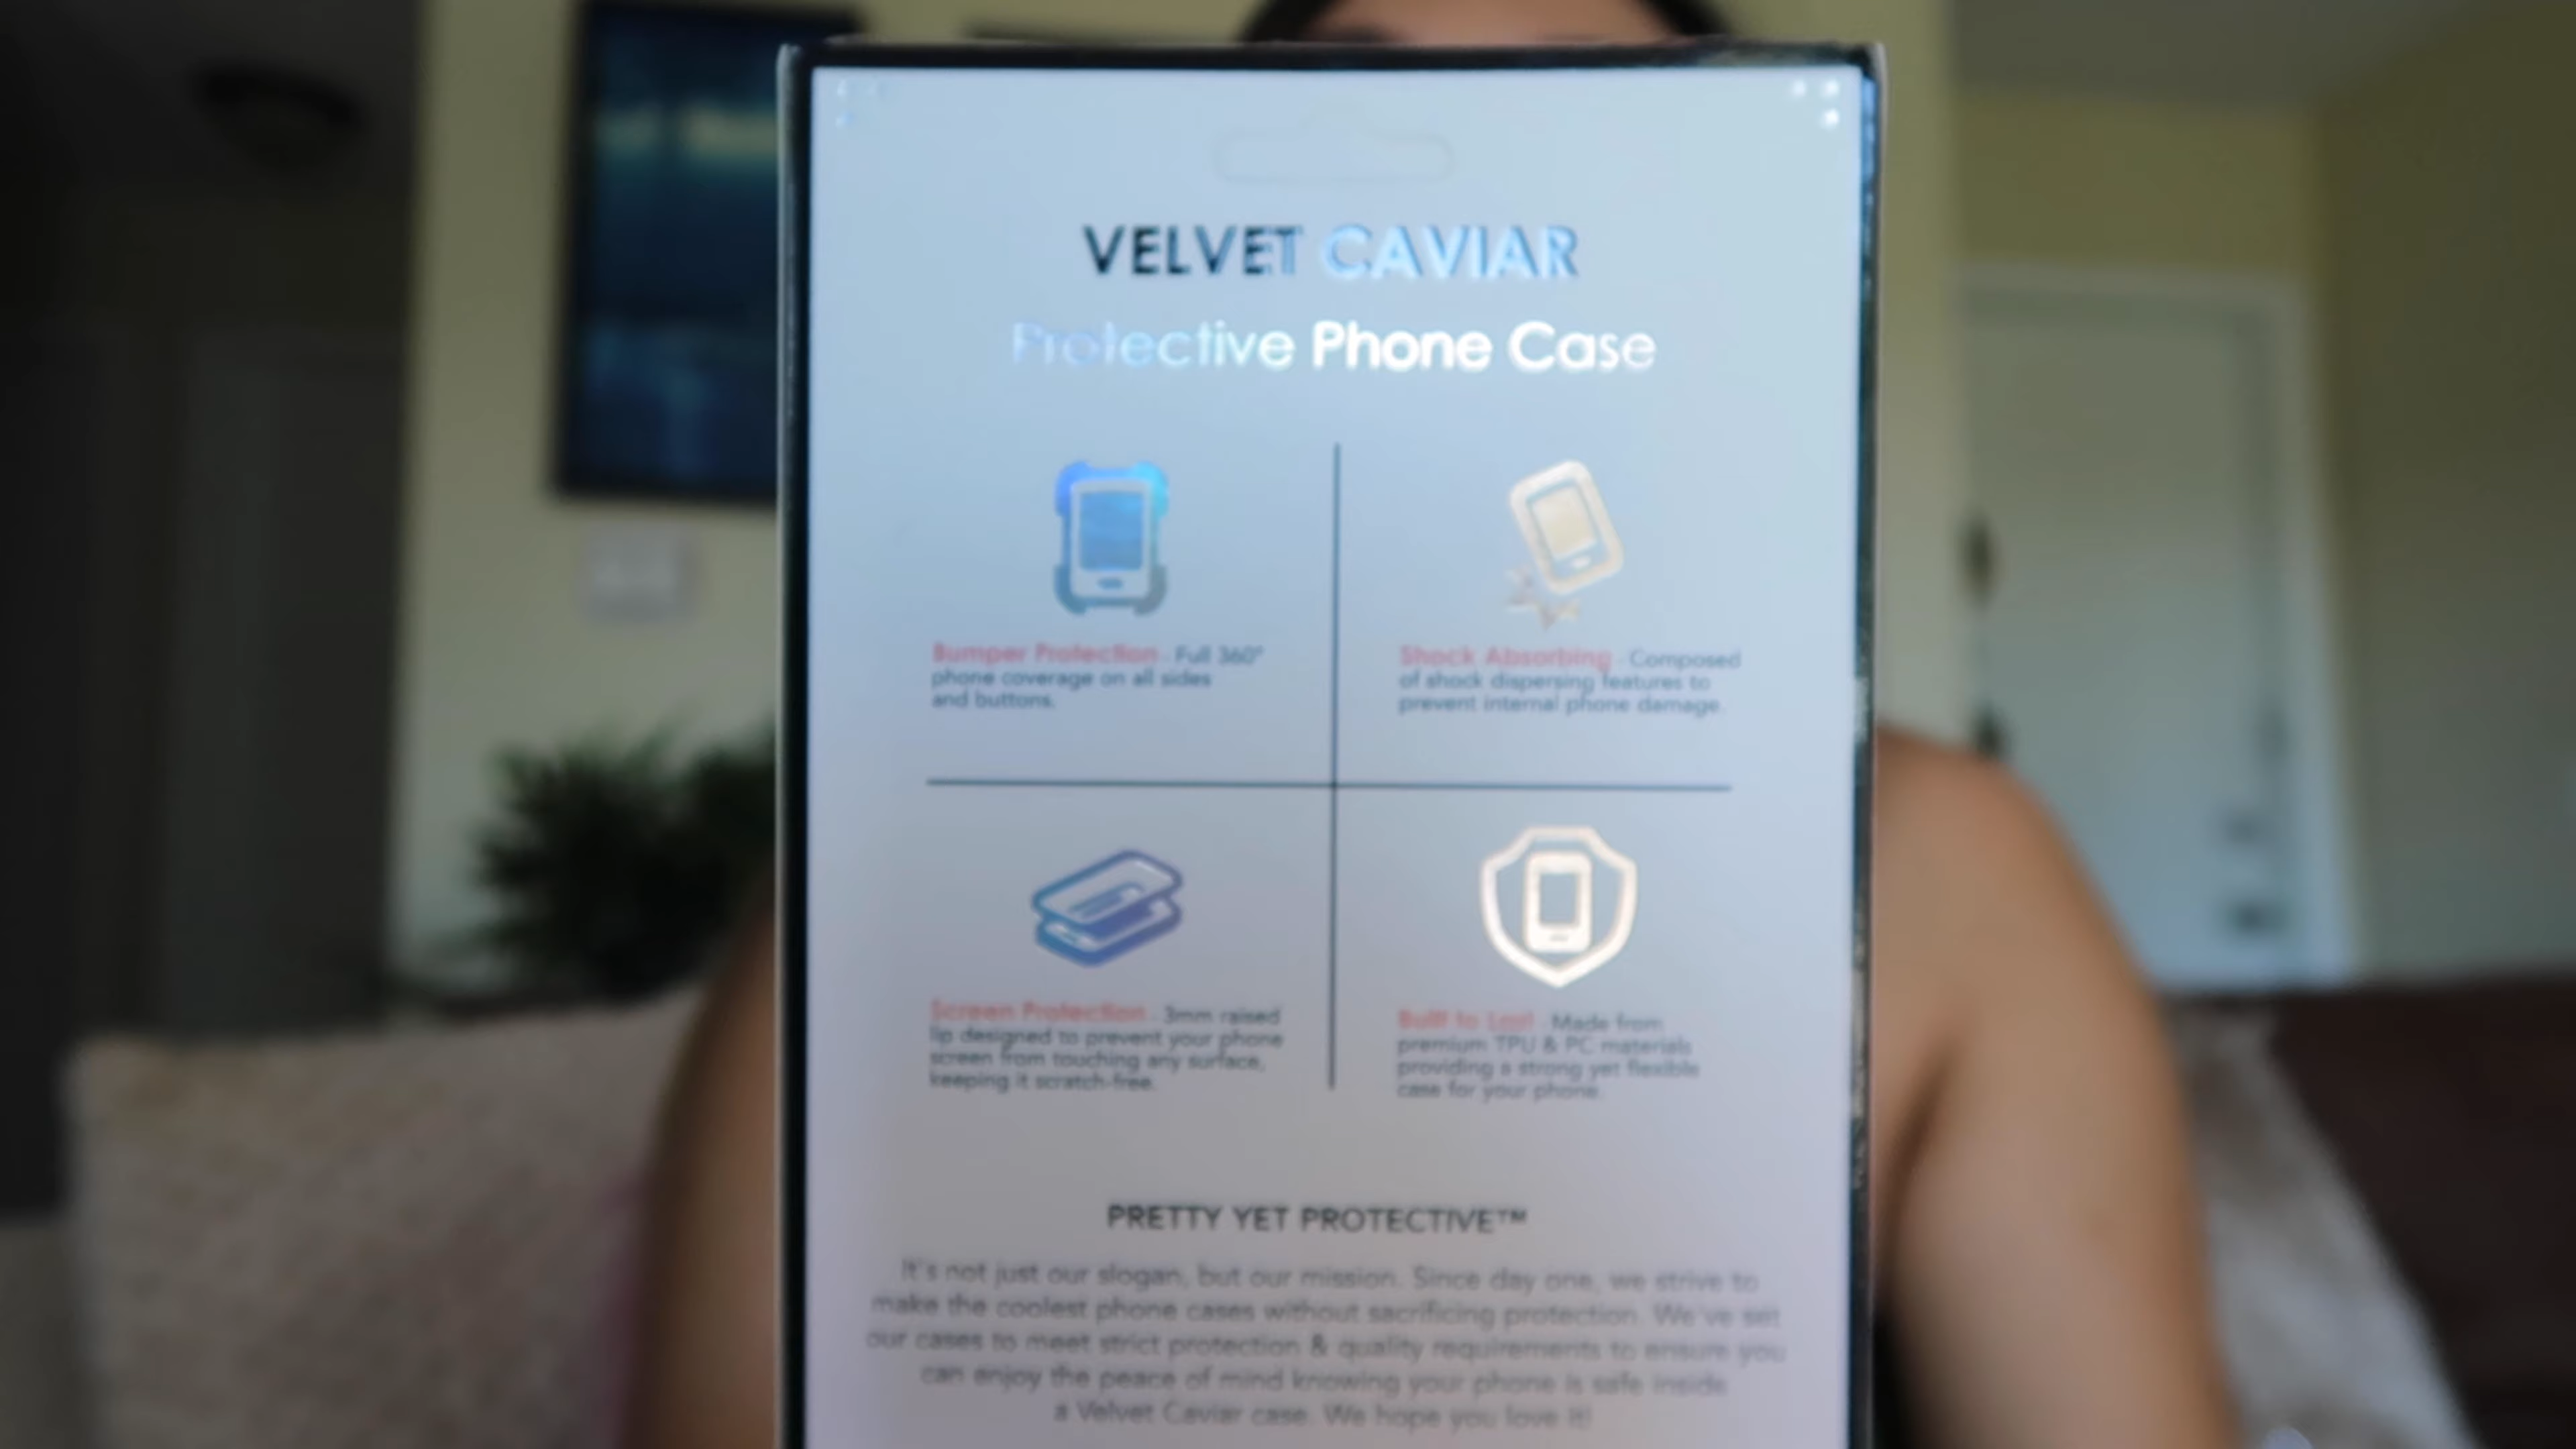 VELVET CAVIAR
Protective Phone Case
Bumper Protection - Full 360°
phone coverage on all sides
and buttons.
Shock Absorbing - Composed
of shock dispersing features to
prevent internal phone damage.
Screen Protection - 3mm raised
lip designed to prevent your phone
screen from touching any surface,
keeping it scratch-free.
Built to Last - Made from
premium TPU & PC materials
providing a strong yet flexible
case for your phone.
PRETTY YET PROTECTIVE™
It's not just our slogan, but our mission. Since day one, we strive to
make the coolest phone cases without sacrificing protection. We've set
our cases to meet strict protection & quality requirements to ensure you
can enjoy the peace of mind knowing your phone is safe inside
a Velvet Caviar case. We hope you love it!